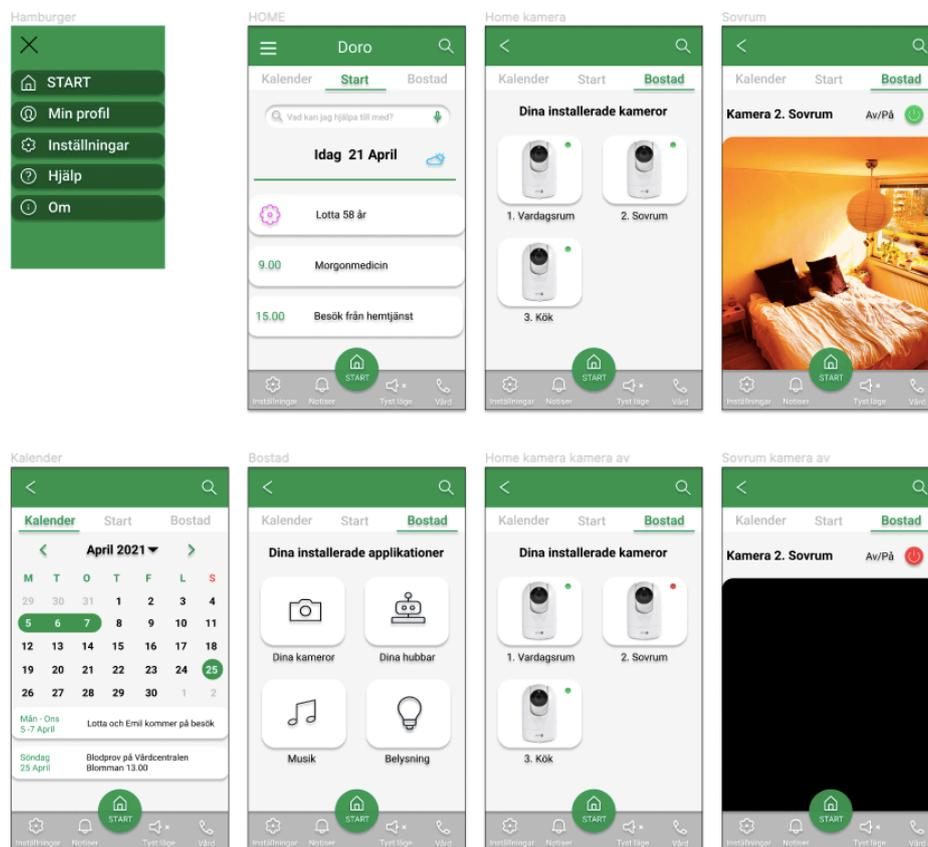 Hamburger
START
Min profil
Inställningar
Hjälp
Om
HOME
Doro
Kalender Start Bostad
Vad kan jag hjälpa till med?
Idag 21 April
Lotta 58 år
9.00 Morgonmedicin
15.00 Besök från hemtjänst
START
Inställningar Notiser Tyst läge Vård
Home kamera
Kalender Start Bostad
Dina installerade kameror
1. Vardagsrum 2. Sovrum
3. Kök
START
Inställningar Notiser Tyst läge Vård
Sovrum
Kalender Start Bostad
Kamera 2. Sovrum Av/På
START
Inställningar Notiser Tyst läge Vård
Kalender
Kalender Start Bostad
April 2021
M T O T F L S
29 30 31 1 2 3 4
5 6 7 8 9 10 11
12 13 14 15 16 17 18
19 20 21 22 23 24 25
26 27 28 29 30 1 2
Mån - Ons
5 -7 April
Lotta och Emil kommer på besök
Söndag
25 April
Blodprov på Vårdcentralen
Blomman 13.00
START
Inställningar Notiser Tyst läge Vård
Bostad
Kalender Start Bostad
Dina installerade applikationer
Dina kameror Dina hubbar
Musik Belysning
START
Inställningar Notiser Tyst läge Vård
Home kamera kamera av
Kalender Start Bostad
Dina installerade kameror
1. Vardagsrum 2. Sovrum
3. Kök
START
Inställningar Notiser Tyst läge Vård
Sovrum kamera av
Kalender Start Bostad
Kamera 2. Sovrum Av/På
START
Inställningar Notiser Tyst läge Vård